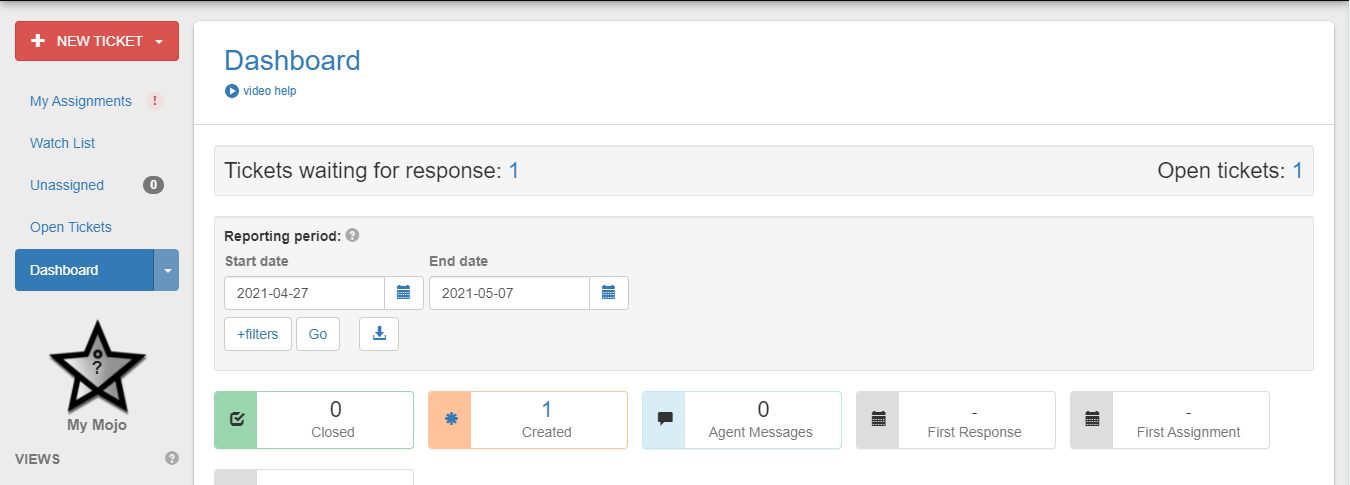 NEW TICKET
My Assignments !
Watch List
Unassigned 0
Open Tickets
Dashboard
?
My Mojo
VIEWS ?
Dashboard
video help
Tickets waiting for response: 1
Open tickets: 1
Reporting period: ?
Start date End date
2021-04-27 2021-05-07
+filters Go
0
Closed
1
Created
0
Agent Messages
-
First Response
-
First Assignment